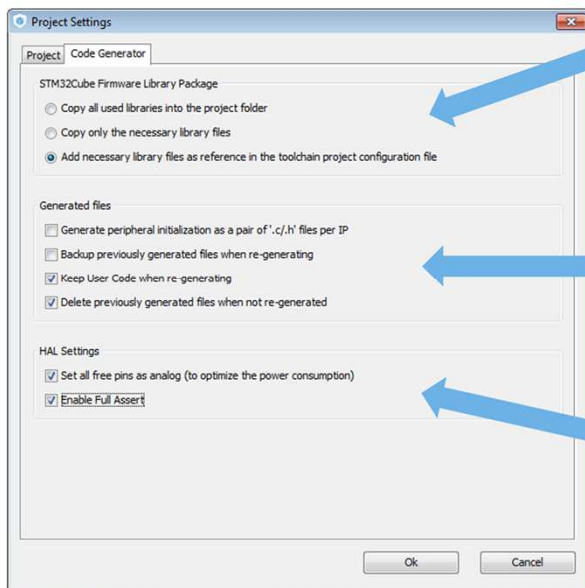 Project Settings
Project Code Generator
STM32Cube Firmware Library Package
Copy all used libraries into the project folder
Copy only the necessary library files
Add necessary library files as reference in the toolchain project configuration file
Generated files
Generate peripheral initialization as a pair of '.c/.h' files per IP
Backup previously generated files when re-generating
Keep User Code when re-generating
Delete previously generated files when not re-generated
HAL Settings
Set all free pins as analog (to optimize the power consumption)
Enable Full Assert
Ok Cancel